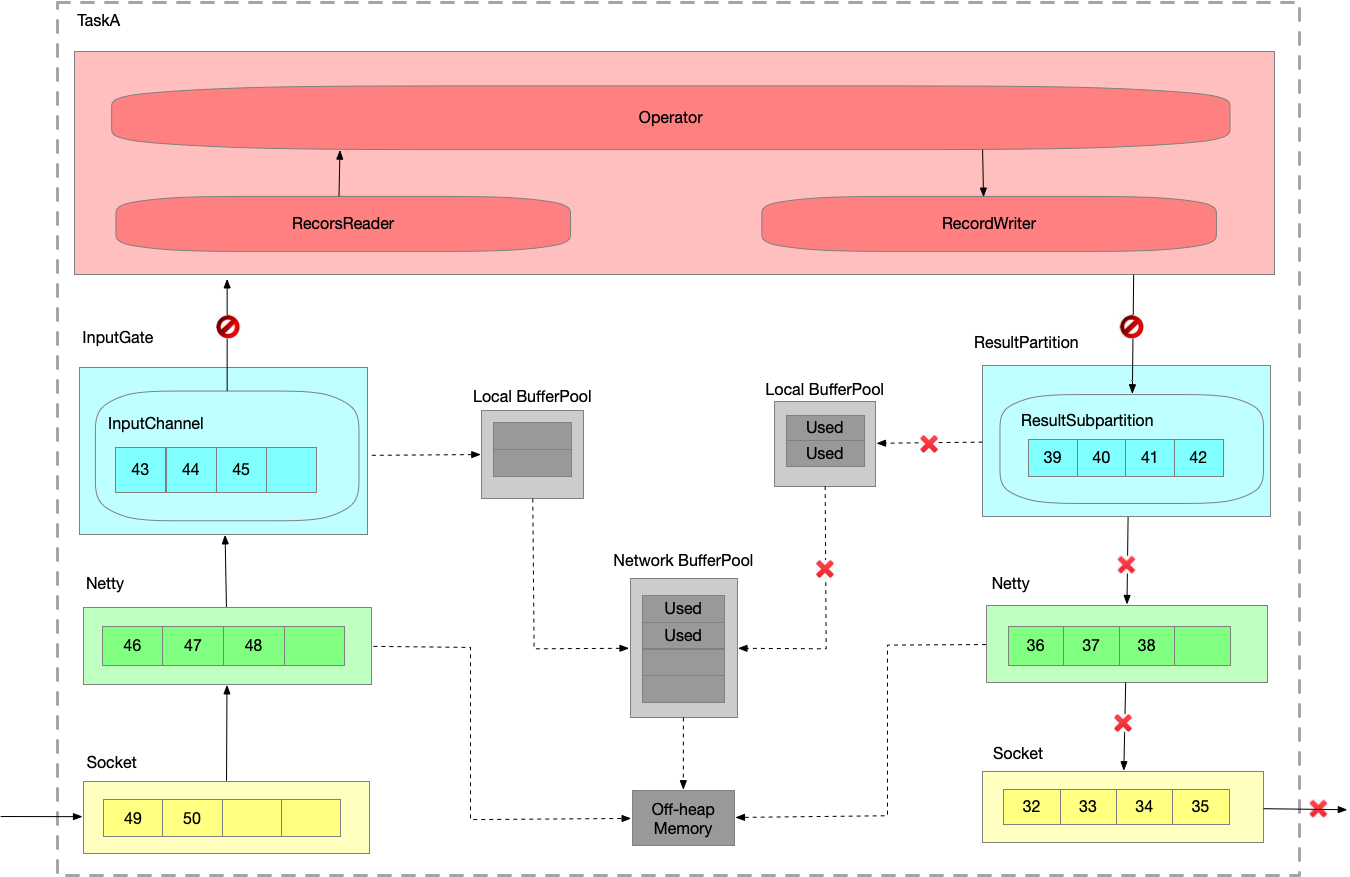 TaskA
Operator
RecorsReader
RecordWriter
InputGate
ResultPartition
Local BufferPool
Local BufferPool
InputChannel
43 44 45
Used
Used
ResultSubpartition
39 40 41 42
Network BufferPool
Used
Used
Netty
46 47 48
Netty
36 37 38
Socket
49 50
Off-heap
Memory
Socket
32 33 34 35